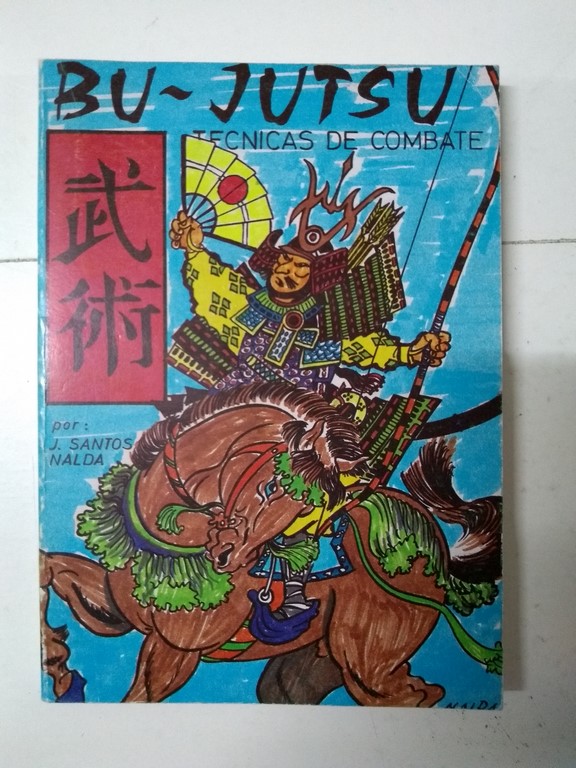 BU-JUTSU
TECNICAS DE COMBATE
武術
por:
J. SANTOS
NALDA
NALDA